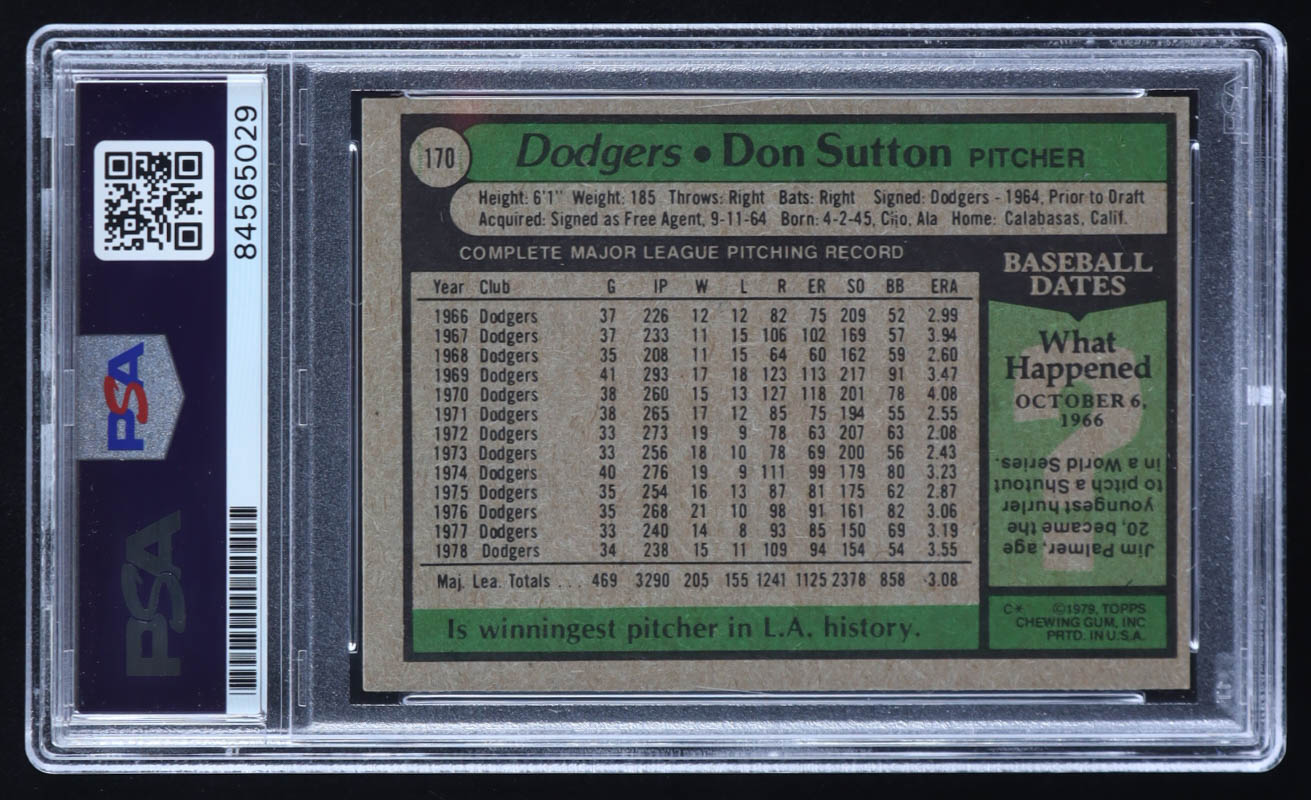 84565029
PSA
PSA
170 Dodgers • Don Sutton PITCHER
Height: 6'1" Weight: 185 Throws: Right Bats: Right Signed: Dodgers - 1964, Prior to Draft
Acquired: Signed as Free Agent, 9-11-64 Born: 4-2-45, Clio, Ala Home: Calabasas, Calif.
COMPLETE MAJOR LEAGUE PITCHING RECORD
Year Club G IP W L R ER SO BB ERA
1966 Dodgers 37 226 12 12 82 75 209 52 2.99
1967 Dodgers 37 233 11 15 106 102 169 57 3.94
1968 Dodgers 35 208 11 15 64 60 162 59 2.60
1969 Dodgers 41 293 17 18 123 113 217 91 3.47
1970 Dodgers 38 260 15 13 127 118 201 78 4.08
1971 Dodgers 38 265 17 12 85 75 194 55 2.55
1972 Dodgers 33 273 19 9 78 63 207 63 2.08
1973 Dodgers 33 256 18 10 78 69 200 56 2.43
1974 Dodgers 40 276 19 9 111 99 179 80 3.23
1975 Dodgers 35 254 16 13 87 81 175 62 2.87
1976 Dodgers 35 268 21 10 98 91 161 82 3.06
1977 Dodgers 33 240 14 8 93 85 150 69 3.19
1978 Dodgers 34 238 15 11 109 94 154 54 3.55
Maj. Lea. Totals ... 469 3290 205 155 1241 1125 2378 858 3.08
Is winningest pitcher in L.A. history.
BASEBALL
DATES
What
Happened
OCTOBER 6,
1966
?
Jim Palmer, age,
20, became the
youngest hurler
to pitch a Shutout
in a World Series.
C* ©1979, TOPPS
CHEWING GUM, INC
PRTD. IN U.S.A.
PSA